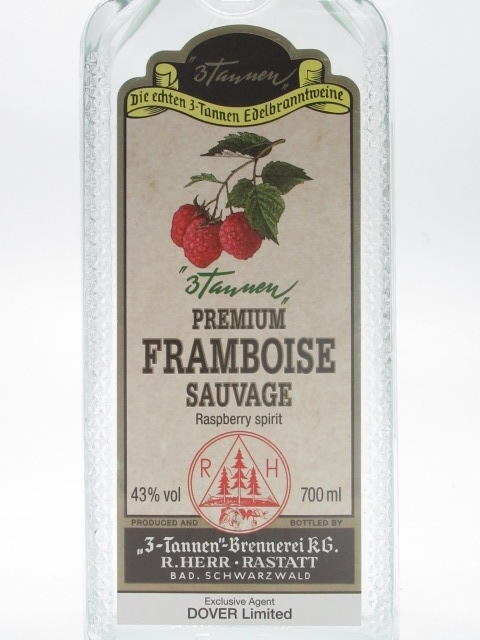 "3Tannen"
Die echten 3-Tannen Edelbranntweine
"3Tannen"
PREMIUM
FRAMBOISE
SAUVAGE
Raspberry spirit
R H
43% vol 700 ml
PRODUCED AND BOTTLED BY
„3-Tannen“-Brennerei KG.
R. HERR · RASTATT
BAD. SCHWARZWALD
Exclusive Agent
DOVER Limited